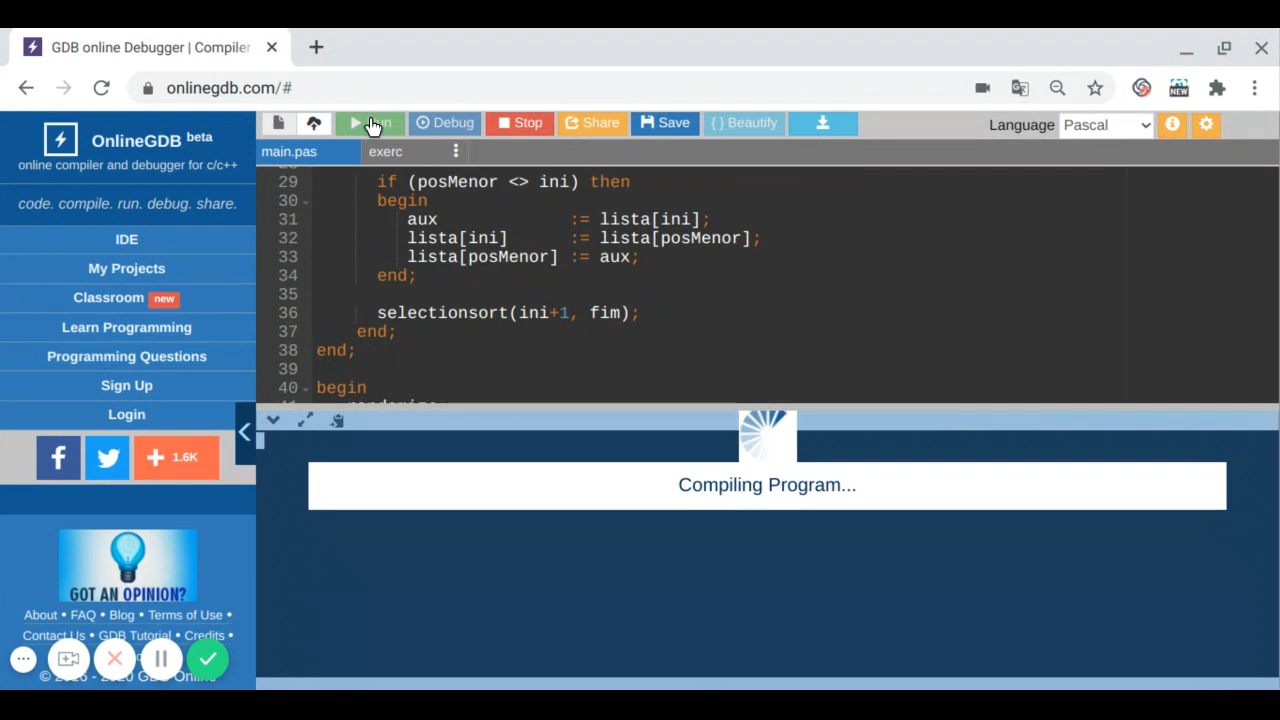 GDB online Debugger | Compiler
onlinegdb.com/#
NEW
OnlineGDB beta
online compiler and debugger for c/c++
code. compile. run. debug. share.
IDE
My Projects
Classroom new
Learn Programming
Programming Questions
Sign Up
Login
1.6K
GOT AN OPINION?
About • FAQ • Blog • Terms of Use •
Contact Us • GDB Tutorial • Credits •
2020 GDB Online
Debug Stop Share Save { } Beautify
Language Pascal
main.pas exerc
29 if (posMenor <> ini) then
30 begin
31 aux := lista[ini];
32 lista[ini] := lista[posMenor];
33 lista[posMenor] := aux;
34 end;
35
36 selectionsort(ini+1, fim);
37 end;
38 end;
39
40 begin
Compiling Program...